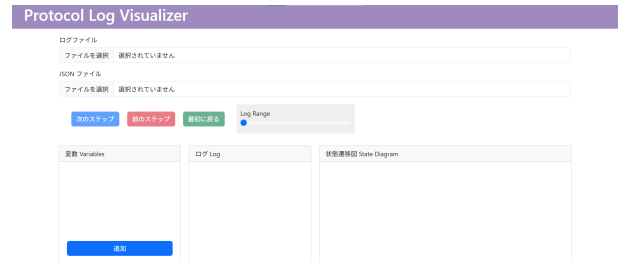 Protocol Log Visualizer
ログファイル
ファイルを選択 選択されていません
JSON ファイル
ファイルを選択 選択されていません
次のステップ 前のステップ 最初に戻る Log Range
変数 Variables ログ Log 状態遷移図 State Diagram
追加